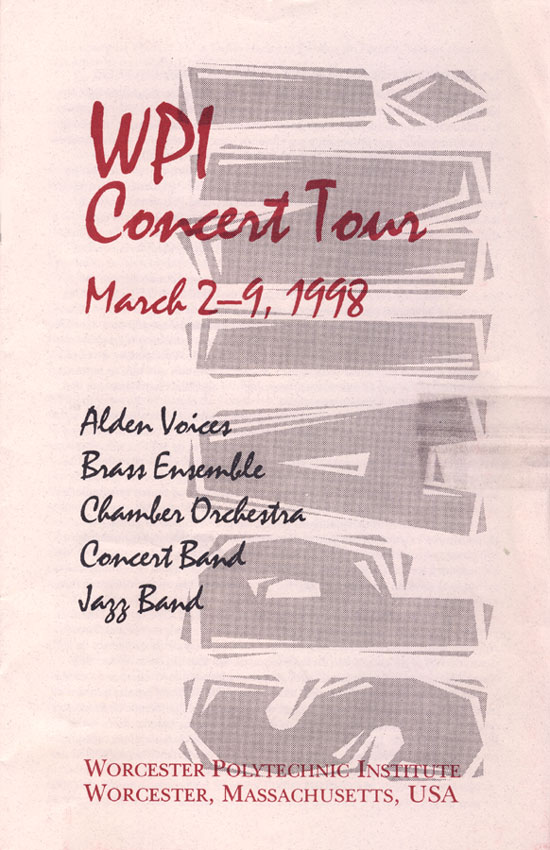 WPI
Concert Tour
March 2–9, 1998
Alden Voices
Brass Ensemble
Chamber Orchestra
Concert Band
Jazz Band
SPAIN!
WORCESTER POLYTECHNIC INSTITUTE
WORCESTER, MASSACHUSETTS, USA